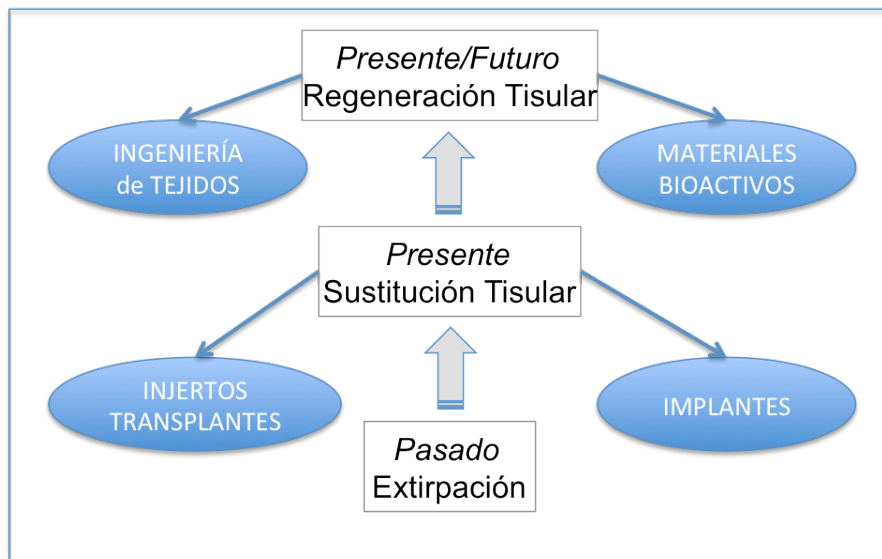 Presente/Futuro
Regeneración Tisular
INGENIERÍA
de TEJIDOS
MATERIALES
BIOACTIVOS
Presente
Sustitución Tisular
INJERTOS
TRANSPLANTES
IMPLANTES
Pasado
Extirpación